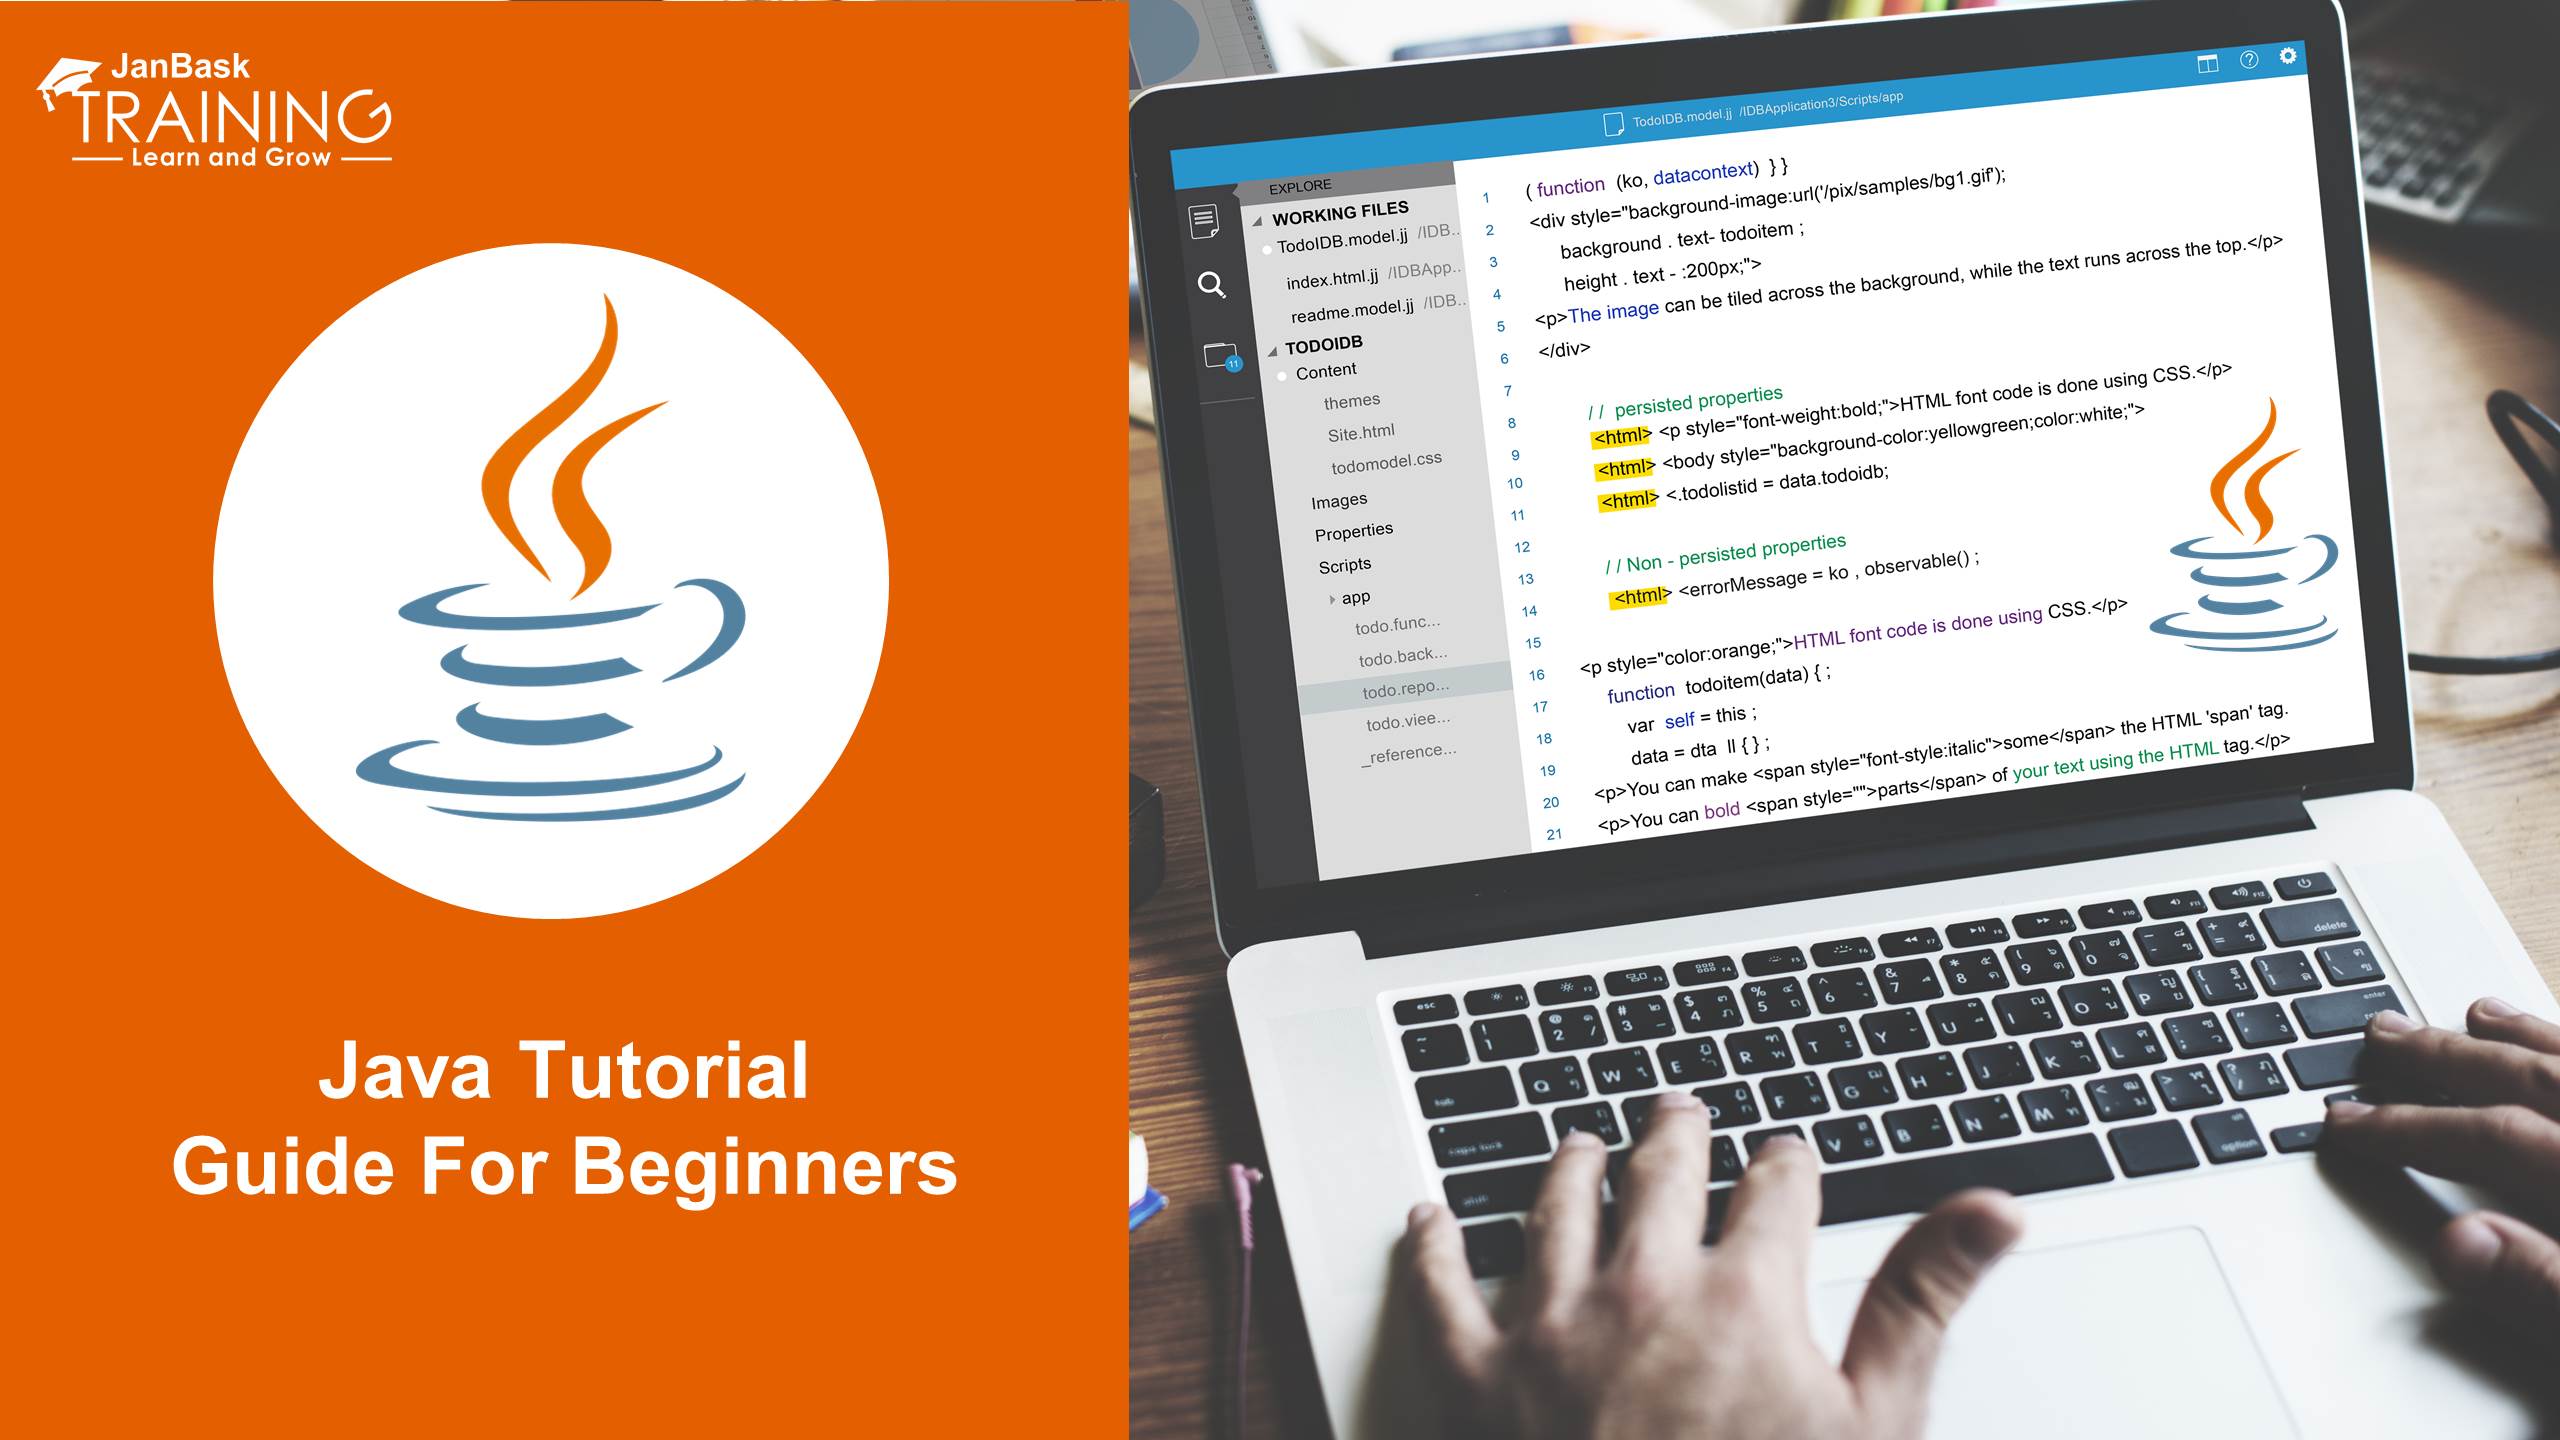 JanBask
TRAINING
Learn and Grow
Java Tutorial
Guide For Beginners
TodoIDB.model.jj /IDBApplication3/Scripts/app
EXPLORE
WORKING FILES
TodoIDB.model.jj /IDB..
index.html.jj /IDBApp..
readme.model.jj /IDB..
TODOIDB
Content
themes
Site.html
todomodel.css
Images
Properties
Scripts
app
todo.func...
todo.back...
todo.repo...
todo.viee...
_reference...
11
1 ( function (ko, datacontext) } }
2 <div style="background-image:url('/pix/samples/bg1.gif');
3 background . text- todoitem ;
4 height . text - :200px;">
5 <p>The image can be tiled across the background, while the text runs across the top.</p>
6 </div>
7
8 / / persisted properties
9 <html> <p style="font-weight:bold;">HTML font code is done using CSS.</p>
10 <html> <body style="background-color:yellowgreen;color:white;">
11 <html> <.todolistid = data.todoidb;
12
13 / / Non - persisted properties
14 <html> <errorMessage = ko , observable() ;
15
16 <p style="color:orange;">HTML font code is done using CSS.</p>
17 function todoitem(data) { ;
18 var self = this ;
19 data = dta ll { } ;
20 <p>You can make <span style="font-style:italic">some</span> the HTML 'span' tag.
21 <p>You can bold <span style="">parts</span> of your text using the HTML tag.</p>
esc
delete
tab
enter
option